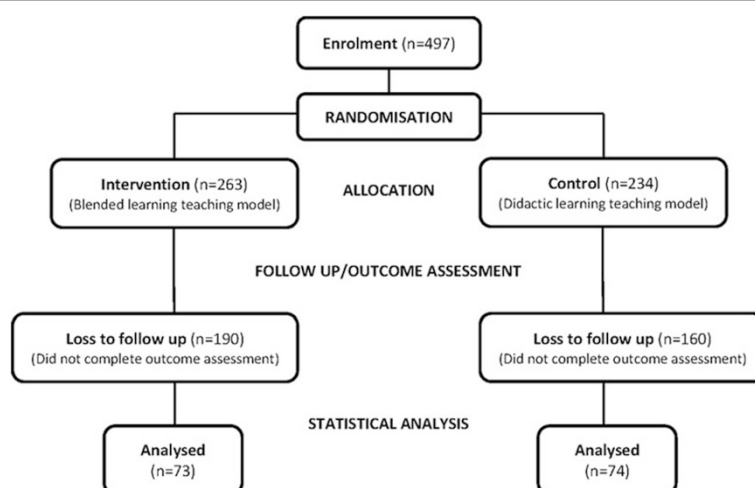 Enrolment (n=497)
RANDOMISATION
Intervention (n=263)
(Blended learning teaching model)
ALLOCATION
Control (n=234)
(Didactic learning teaching model)
FOLLOW UP/OUTCOME ASSESSMENT
Loss to follow up (n=190)
(Did not complete outcome assessment)
Loss to follow up (n=160)
(Did not complete outcome assessment)
STATISTICAL ANALYSIS
Analysed
(n=73)
Analysed
(n=74)